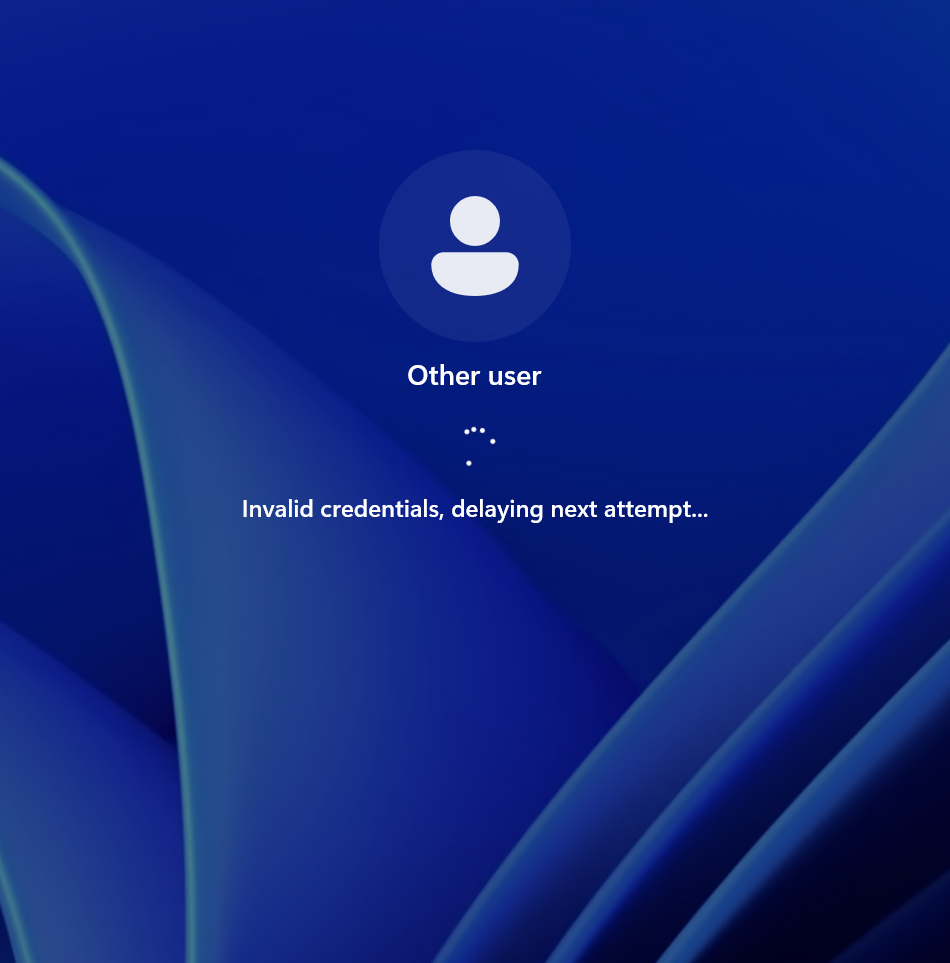 Other user
Invalid credentials, delaying next attempt...